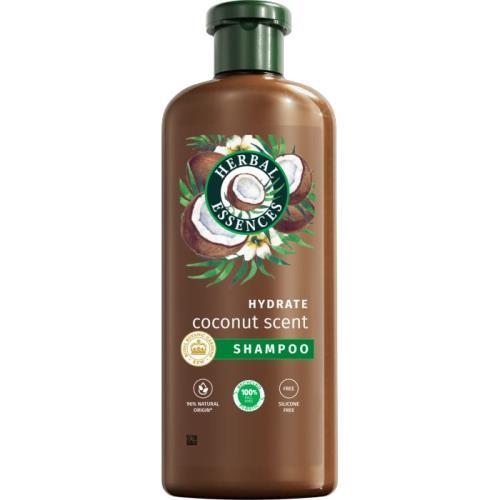 HERBAL
ESSENCES
HYDRATE
coconut scent
SHAMPOO
96% NATURAL
ORIGIN*
100%
FREE
SILICONE
FREE